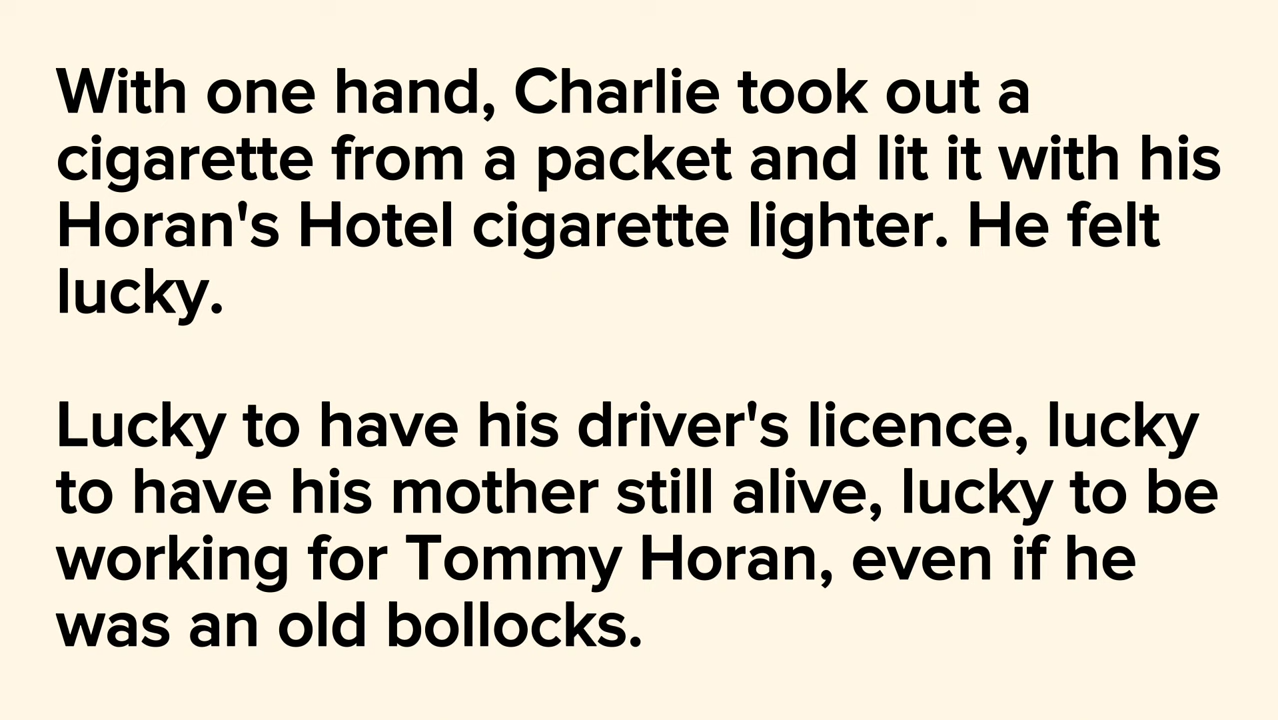 With one hand, Charlie took out a
cigarette from a packet and lit it with his
Horan's Hotel cigarette lighter. He felt
lucky.
Lucky to have his driver's licence, lucky
to have his mother still alive, lucky to be
working for Tommy Horan, even if he
was an old bollocks.